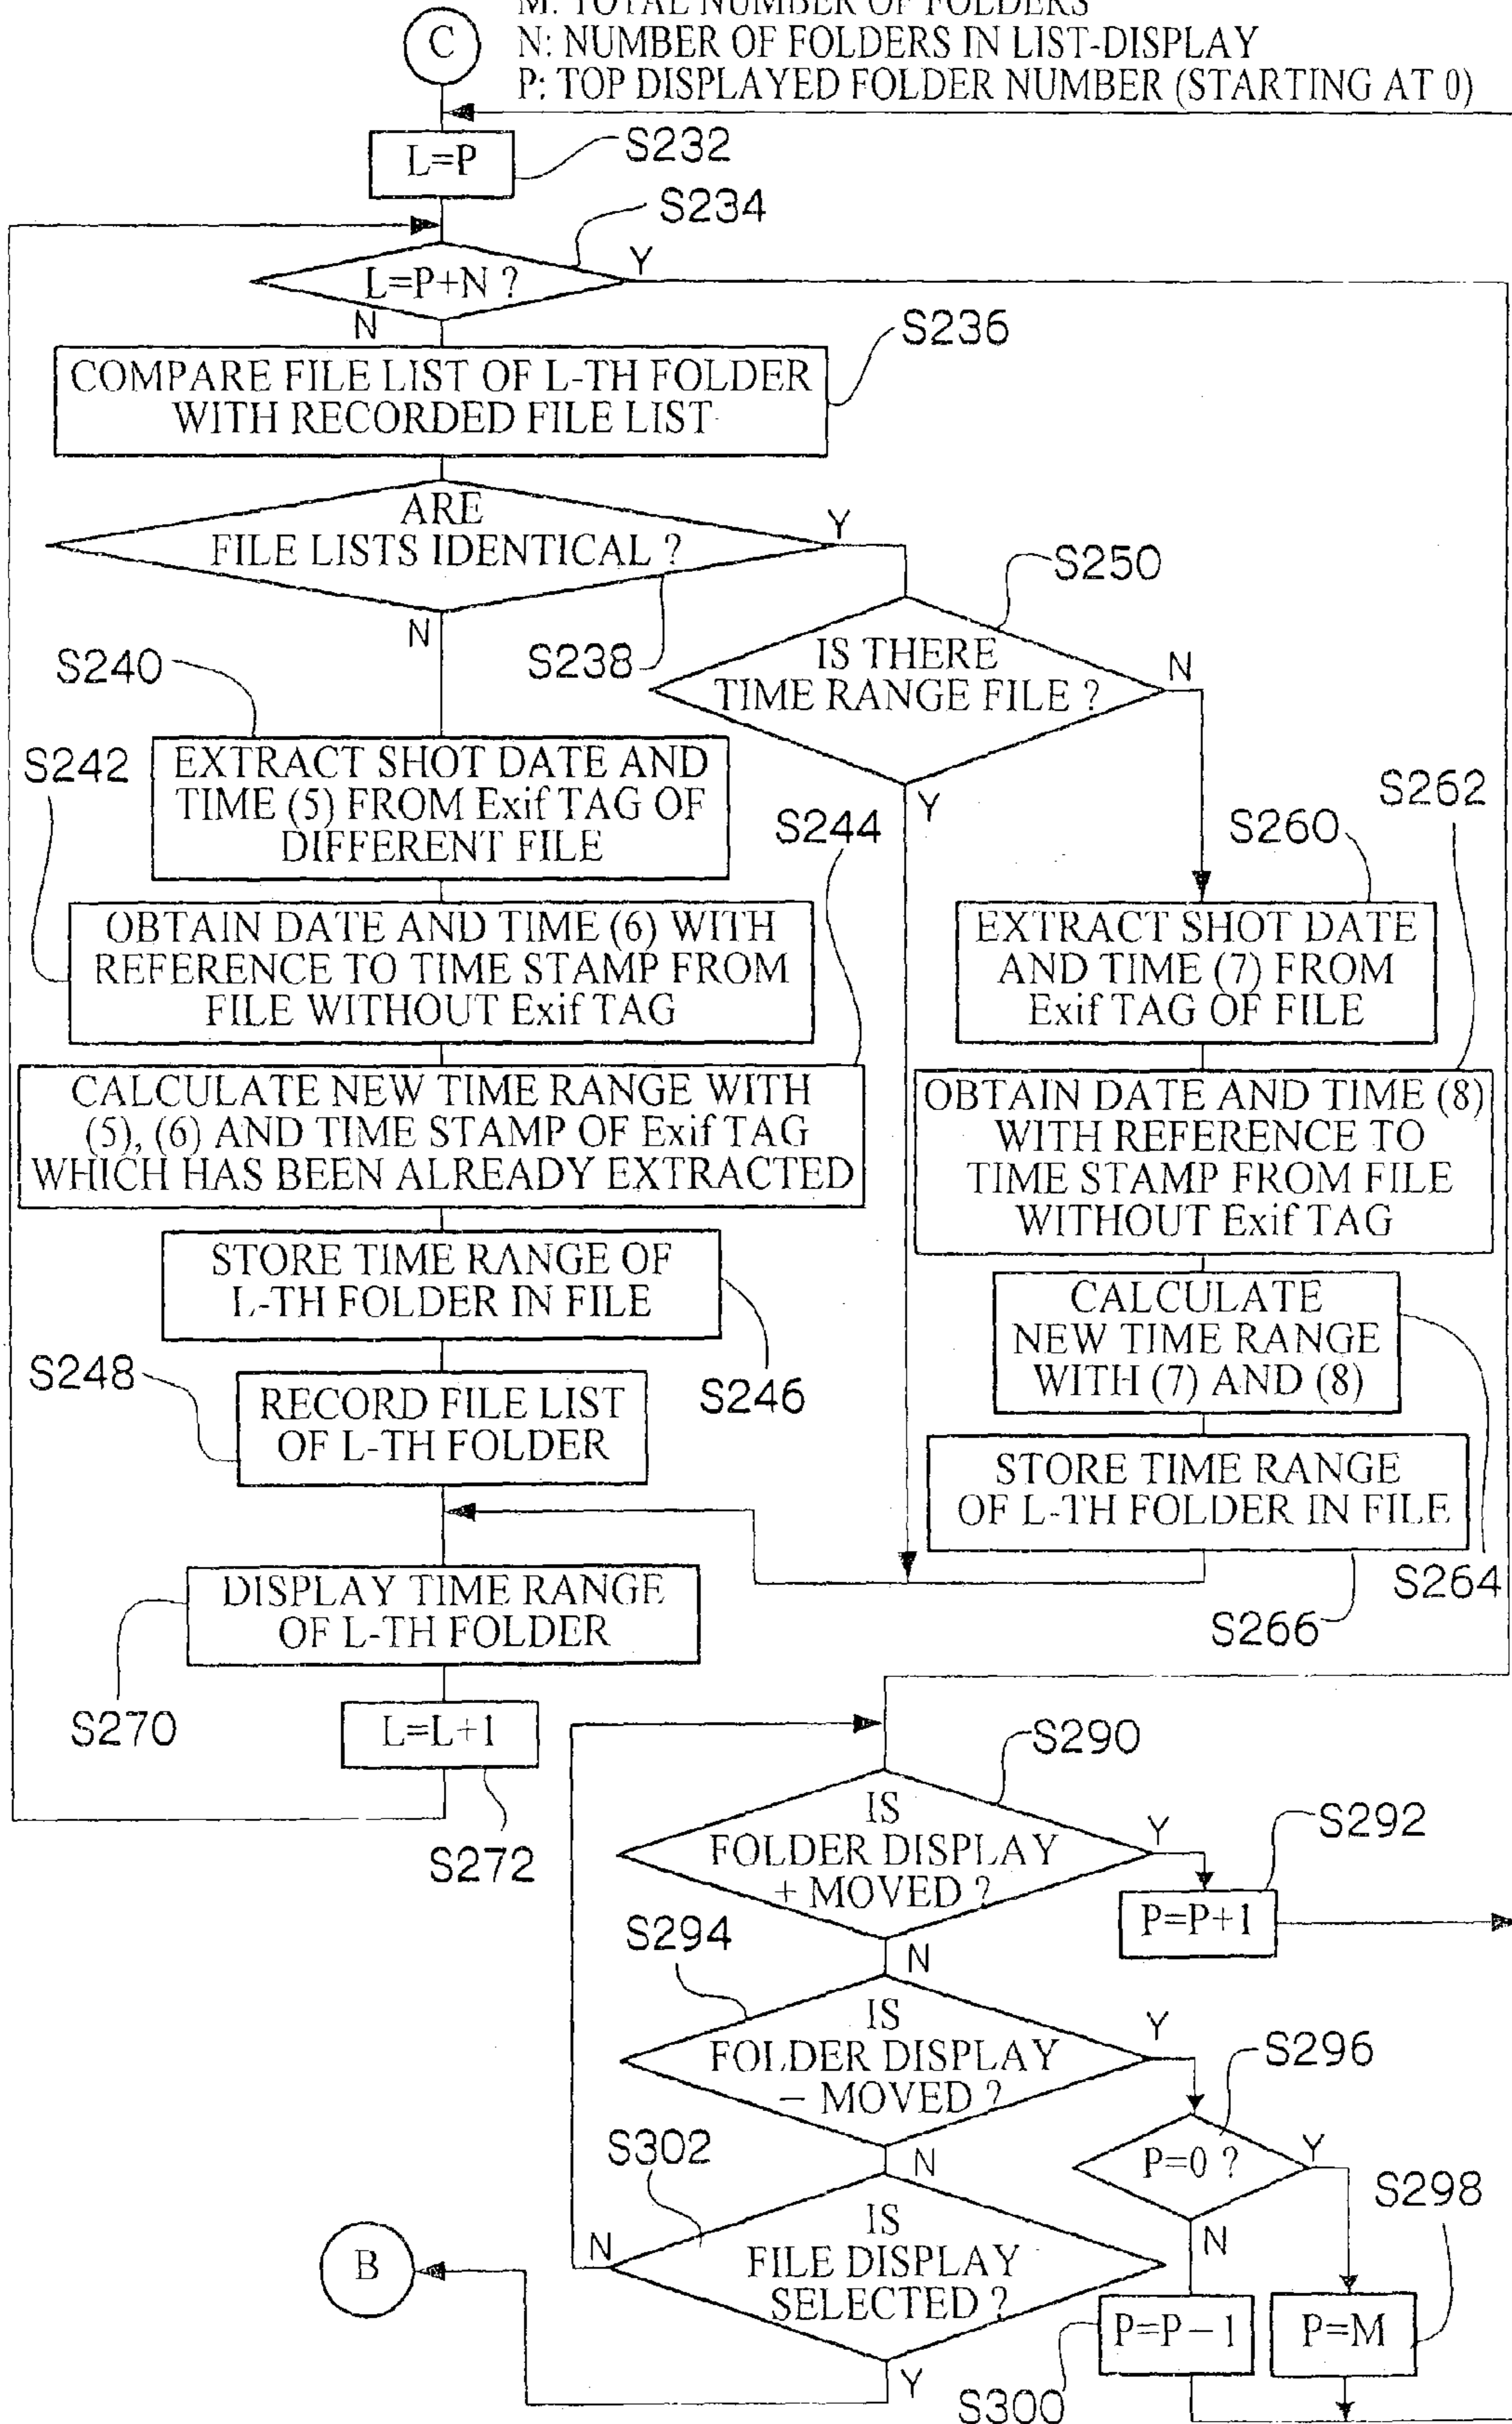 M: TOTAL NUMBER OF FOLDERS
C
N: NUMBER OF FOLDERS IN LIST-DISPLAY
P: TOP DISPLAYED FOLDER NUMBER (STARTING AT 0)
L=P
S232
S234
L=P+N ?
Y
N
S236
COMPARE FILE LIST OF L-TH FOLDER
WITH RECORDED FILE LIST
ARE
FILE LISTS IDENTICAL ?
Y
N
S238
S250
IS THERE
TIME RANGE FILE ?
N
Y
S240
EXTRACT SHOT DATE AND
TIME (5) FROM Exif TAG OF
DIFFERENT FILE
S242
OBTAIN DATE AND TIME (6) WITH
REFERENCE TO TIME STAMP FROM
FILE WITHOUT Exif TAG
S244
CALCULATE NEW TIME RANGE WITH
(5), (6) AND TIME STAMP OF Exif TAG
WHICH HAS BEEN ALREADY EXTRACTED
STORE TIME RANGE OF
L-TH FOLDER IN FILE
S246
S248
RECORD FILE LIST
OF L-TH FOLDER
S260
EXTRACT SHOT DATE
AND TIME (7) FROM
Exif TAG OF FILE
S262
OBTAIN DATE AND TIME (8)
WITH REFERENCE TO
TIME STAMP FROM FILE
WITHOUT Exif TAG
CALCULATE
NEW TIME RANGE
WITH (7) AND (8)
S264
STORE TIME RANGE
OF L-TH FOLDER IN FILE
S266
DISPLAY TIME RANGE
OF L-TH FOLDER
S270
L=L+1
S272
S290
IS
FOLDER DISPLAY
+ MOVED ?
Y
N
S292
P=P+1
S294
IS
FOLDER DISPLAY
− MOVED ?
Y
N
S296
P=0 ?
Y
N
S298
P=M
S300
P=P−1
S302
IS
FILE DISPLAY
SELECTED ?
N
Y
B